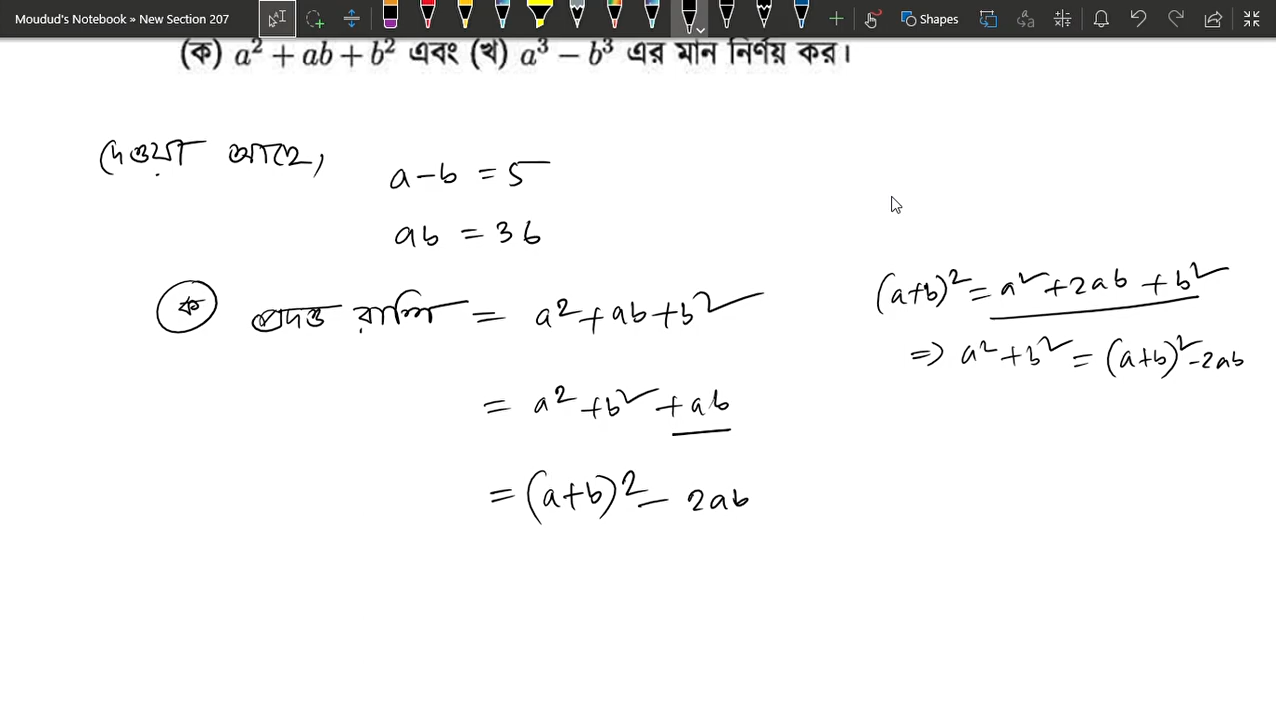 Moudud's Notebook » New Section 207
Shapes
(ক) a² + ab + b² এবং (খ) a³ − b³ এর মান নির্ণয় কর।
দেওয়া আছে,
a-b = 5
ab = 36
(ক) প্রদত্ত রাশি = a²+ab+b²
= a²+b²+ab
= (a+b)² - 2ab
(a+b)² = a²+2ab+b²
=> a²+b² = (a+b)²-2ab